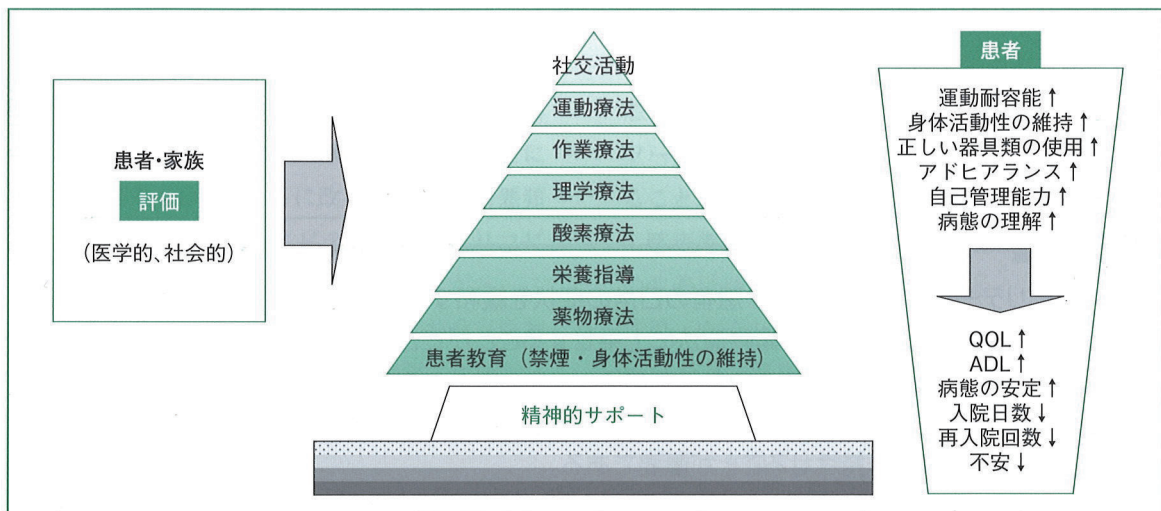 患者・家族
評価
（医学的、社会的）
社交活動
運動療法
作業療法
理学療法
酸素療法
栄養指導
薬物療法
患者教育（禁煙・身体活動性の維持）
精神的サポート
患者
運動耐容能↑
身体活動性の維持↑
正しい器具類の使用↑
アドヒアランス↑
自己管理能力↑
病態の理解↑
QOL↑
ADL↑
病態の安定↑
入院日数↓
再入院回数↓
不安↓